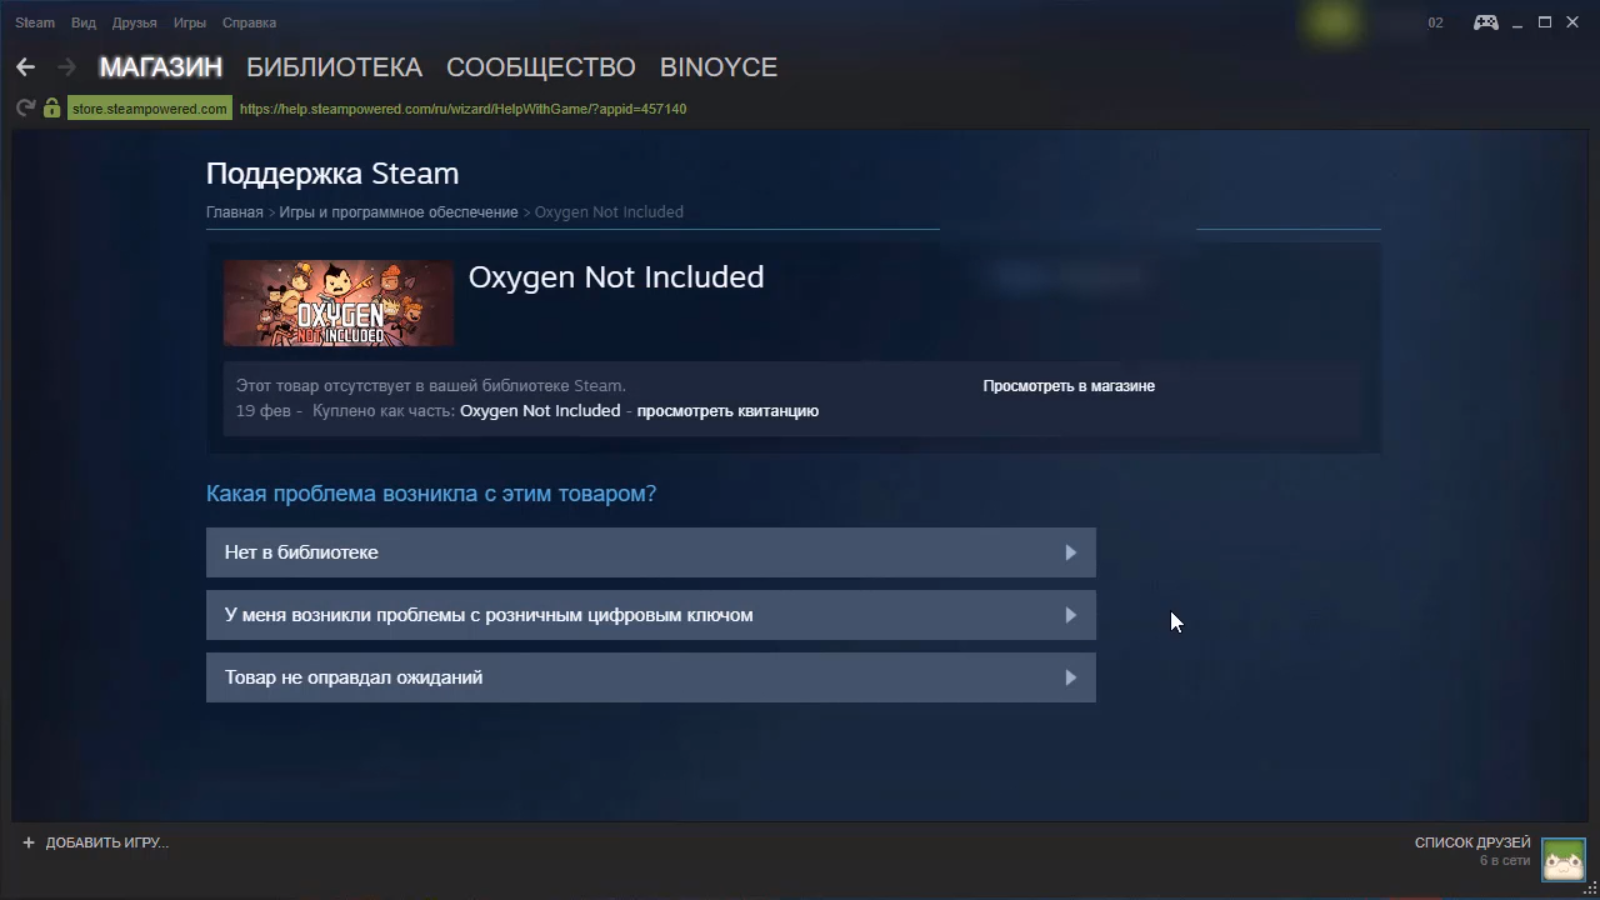 Steam Вид Друзья Игры Справка 02
МАГАЗИН БИБЛИОТЕКА СООБЩЕСТВО BINOYCE
store.steampowered.com https://help.steampowered.com/ru/wizard/HelpWithGame/?appid=457140
Поддержка Steam
Главная > Игры и программное обеспечение > Oxygen Not Included
OXYGEN
NOT INCLUDED
Oxygen Not Included
Этот товар отсутствует в вашей библиотеке Steam. Просмотреть в магазине
19 фев - Куплено как часть: Oxygen Not Included - просмотреть квитанцию
Какая проблема возникла с этим товаром?
Нет в библиотеке
У меня возникли проблемы с розничным цифровым ключом
Товар не оправдал ожиданий
+ ДОБАВИТЬ ИГРУ...
СПИСОК ДРУЗЕЙ
6 в сети